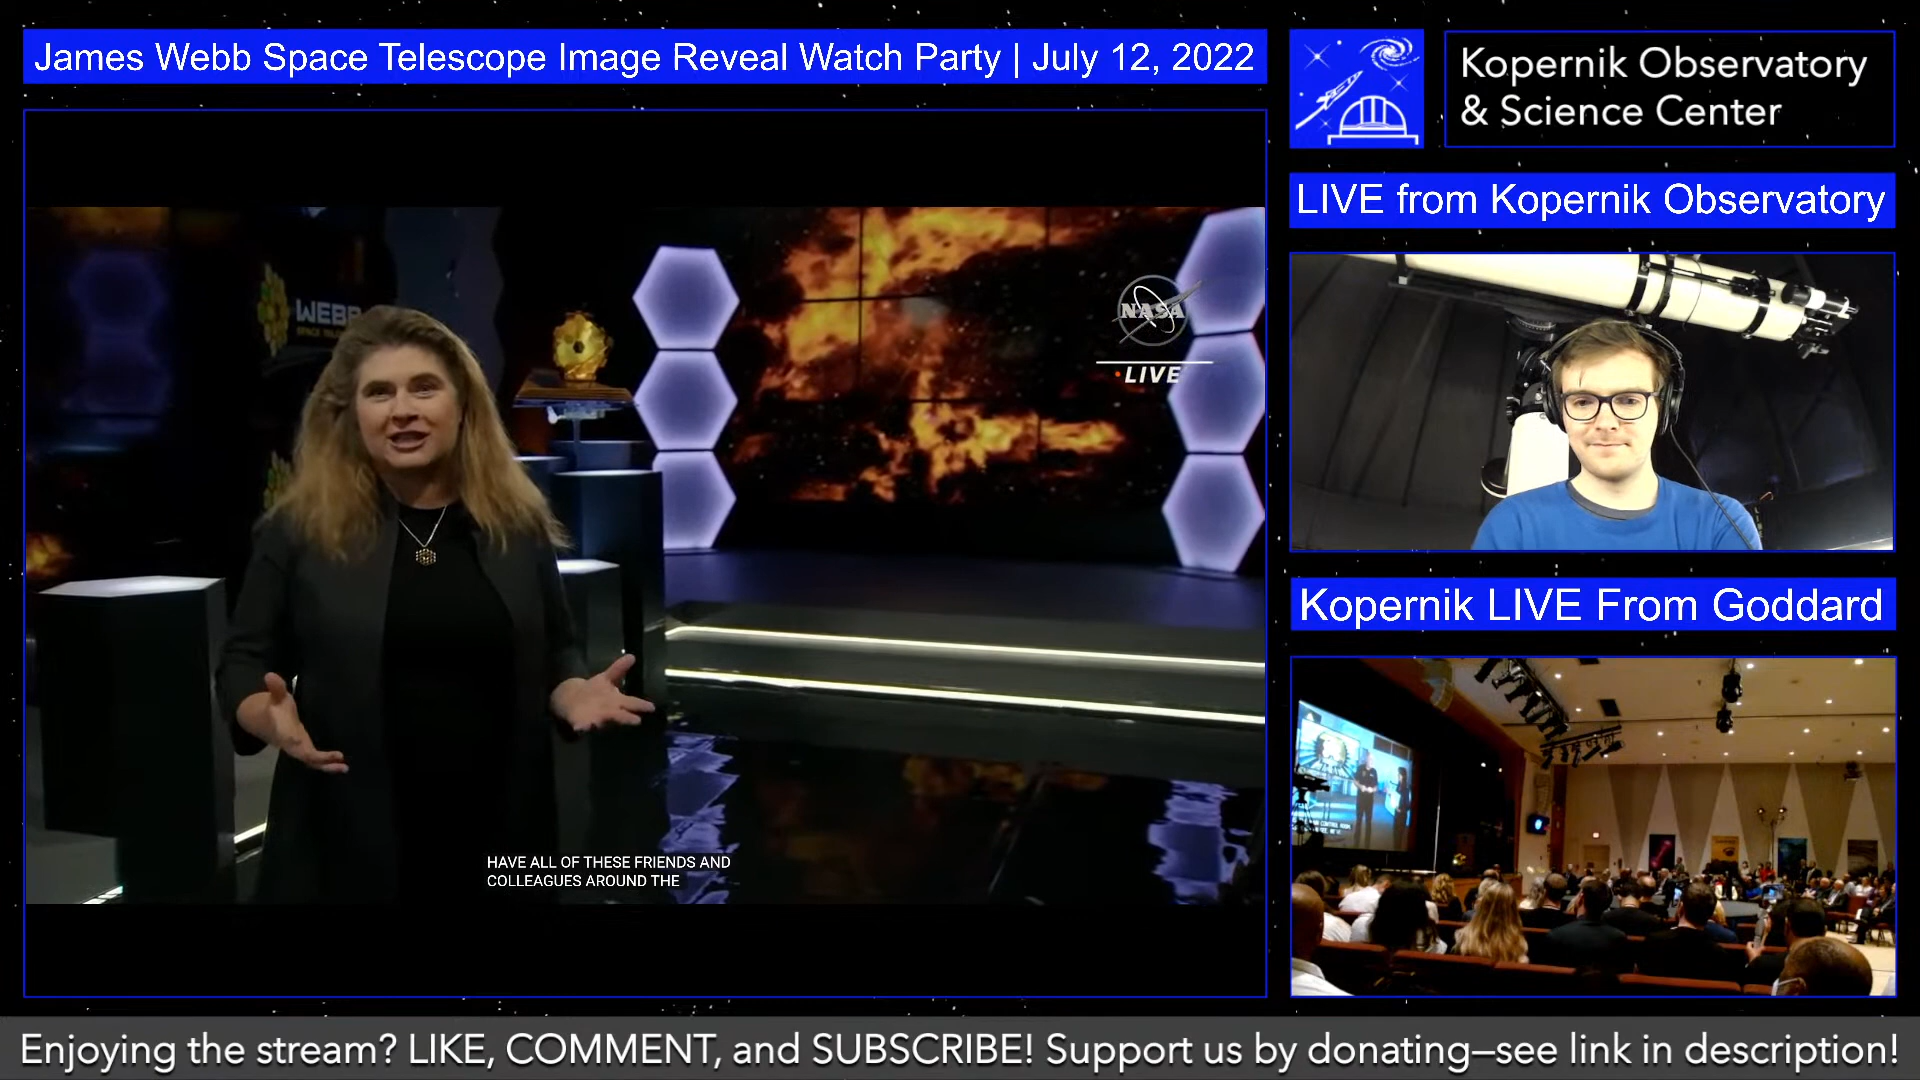 James Webb Space Telescope Image Reveal Watch Party | July 12, 2022
Kopernik Observatory
& Science Center
LIVE from Kopernik Observatory
WEBB
NASA
LIVE
HAVE ALL OF THESE FRIENDS AND
COLLEAGUES AROUND THE
Kopernik LIVE From Goddard
Enjoying the stream? LIKE, COMMENT, and SUBSCRIBE! Support us by donating—see link in description!